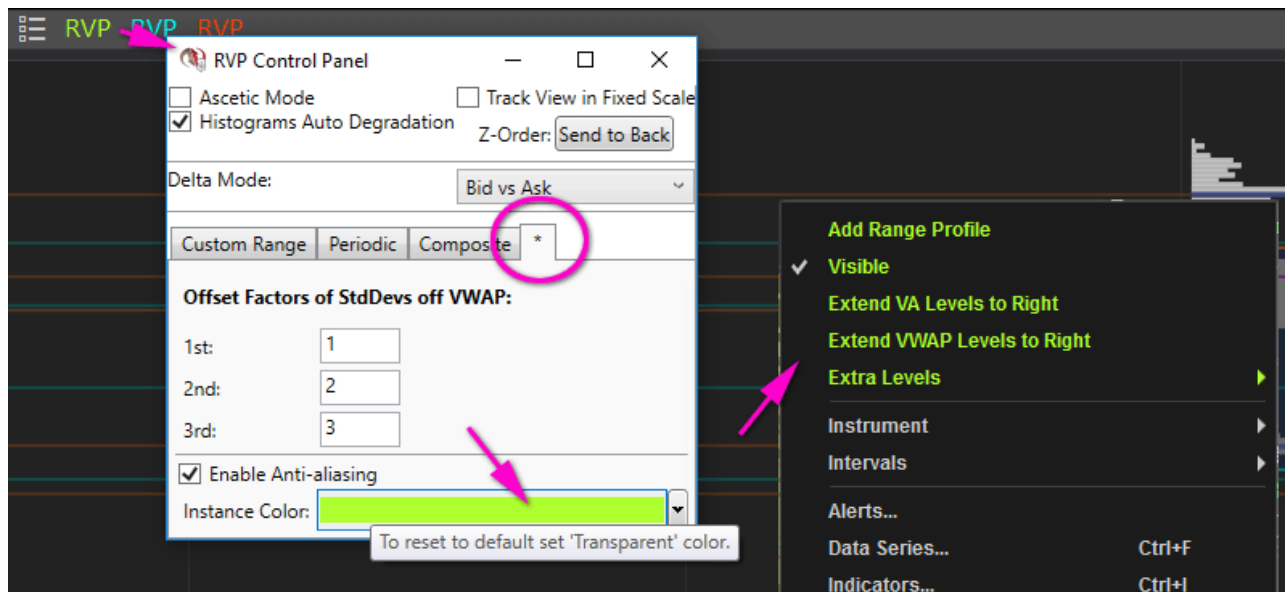 RVP RVP RVP
RVP Control Panel
Ascetic Mode
Track View in Fixed Scale
Histograms Auto Degradation
Z-Order: Send to Back
Delta Mode: Bid vs Ask
Custom Range Periodic Composite *
Offset Factors of StdDevs off VWAP:
1st: 1
2nd: 2
3rd: 3
Enable Anti-aliasing
Instance Color:
To reset to default set 'Transparent' color.
Add Range Profile
Visible
Extend VA Levels to Right
Extend VWAP Levels to Right
Extra Levels
Instrument
Intervals
Alerts...
Data Series... Ctrl+F
Indicators... Ctrl+I